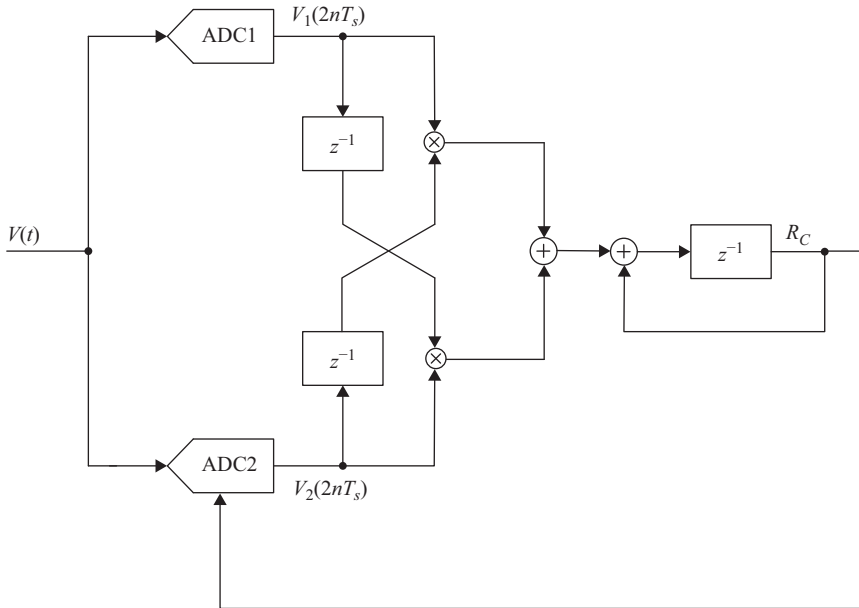 V₁(2nTₛ)
ADC1
z⁻¹
×
V(t)
+
+
z⁻¹
R_C
z⁻¹
×
ADC2
V₂(2nTₛ)